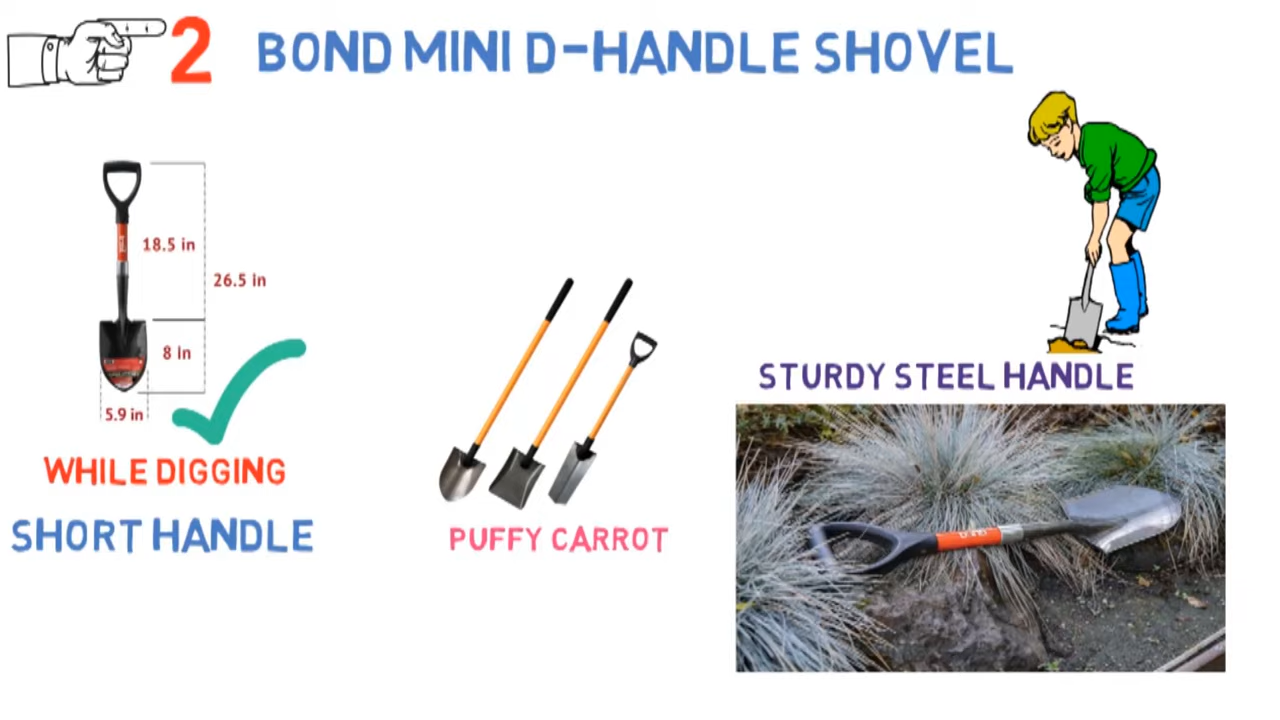 2 BOND MINI D-HANDLE SHOVEL
18.5 in
26.5 in
8 in
5.9 in
WHILE DIGGING
SHORT HANDLE
PUFFY CARROT
STURDY STEEL HANDLE